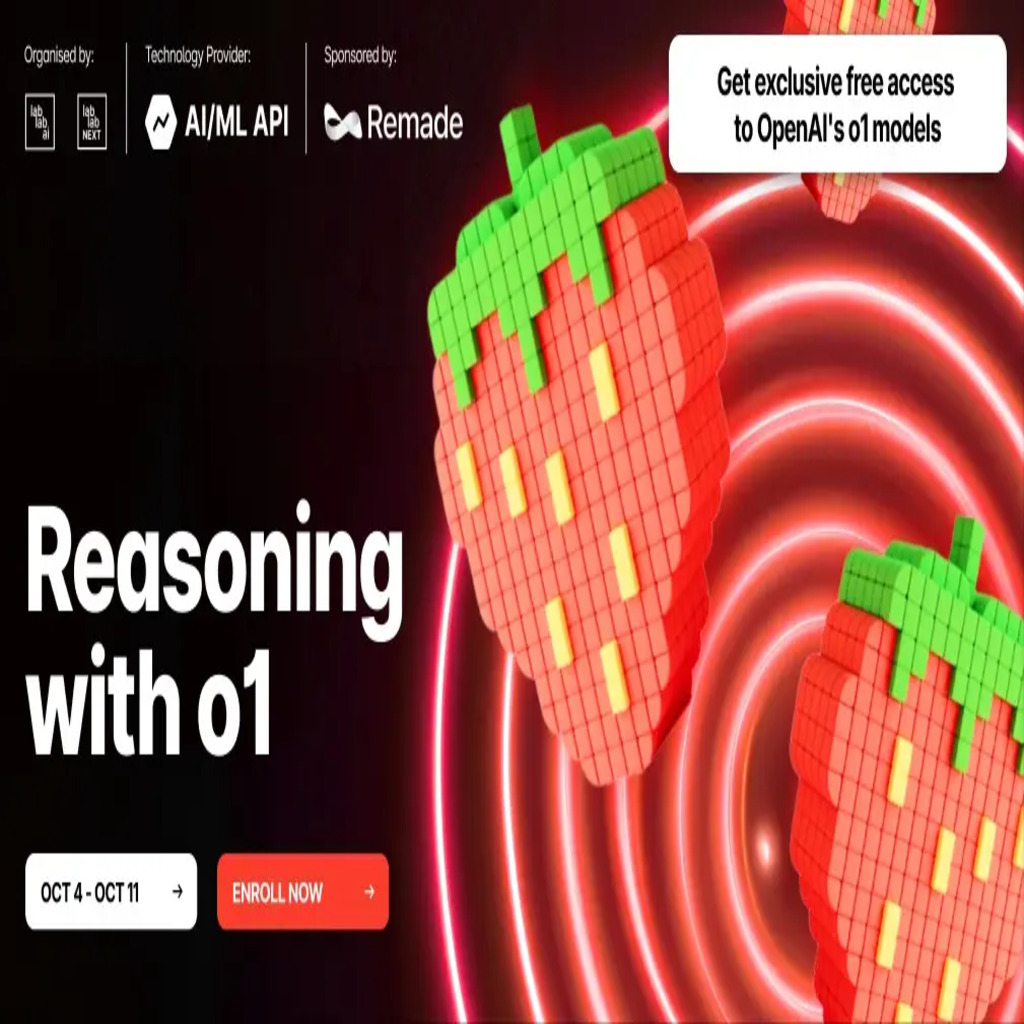 Organised by:
Technology Provider:
Sponsored by:
lab
lab
.ai
lab
lab
NEXT
AI/ML API
Remade
Get exclusive free access
to OpenAI's o1 models
Reasoning
with o1
OCT 4 - OCT 11 →
ENROLL NOW →